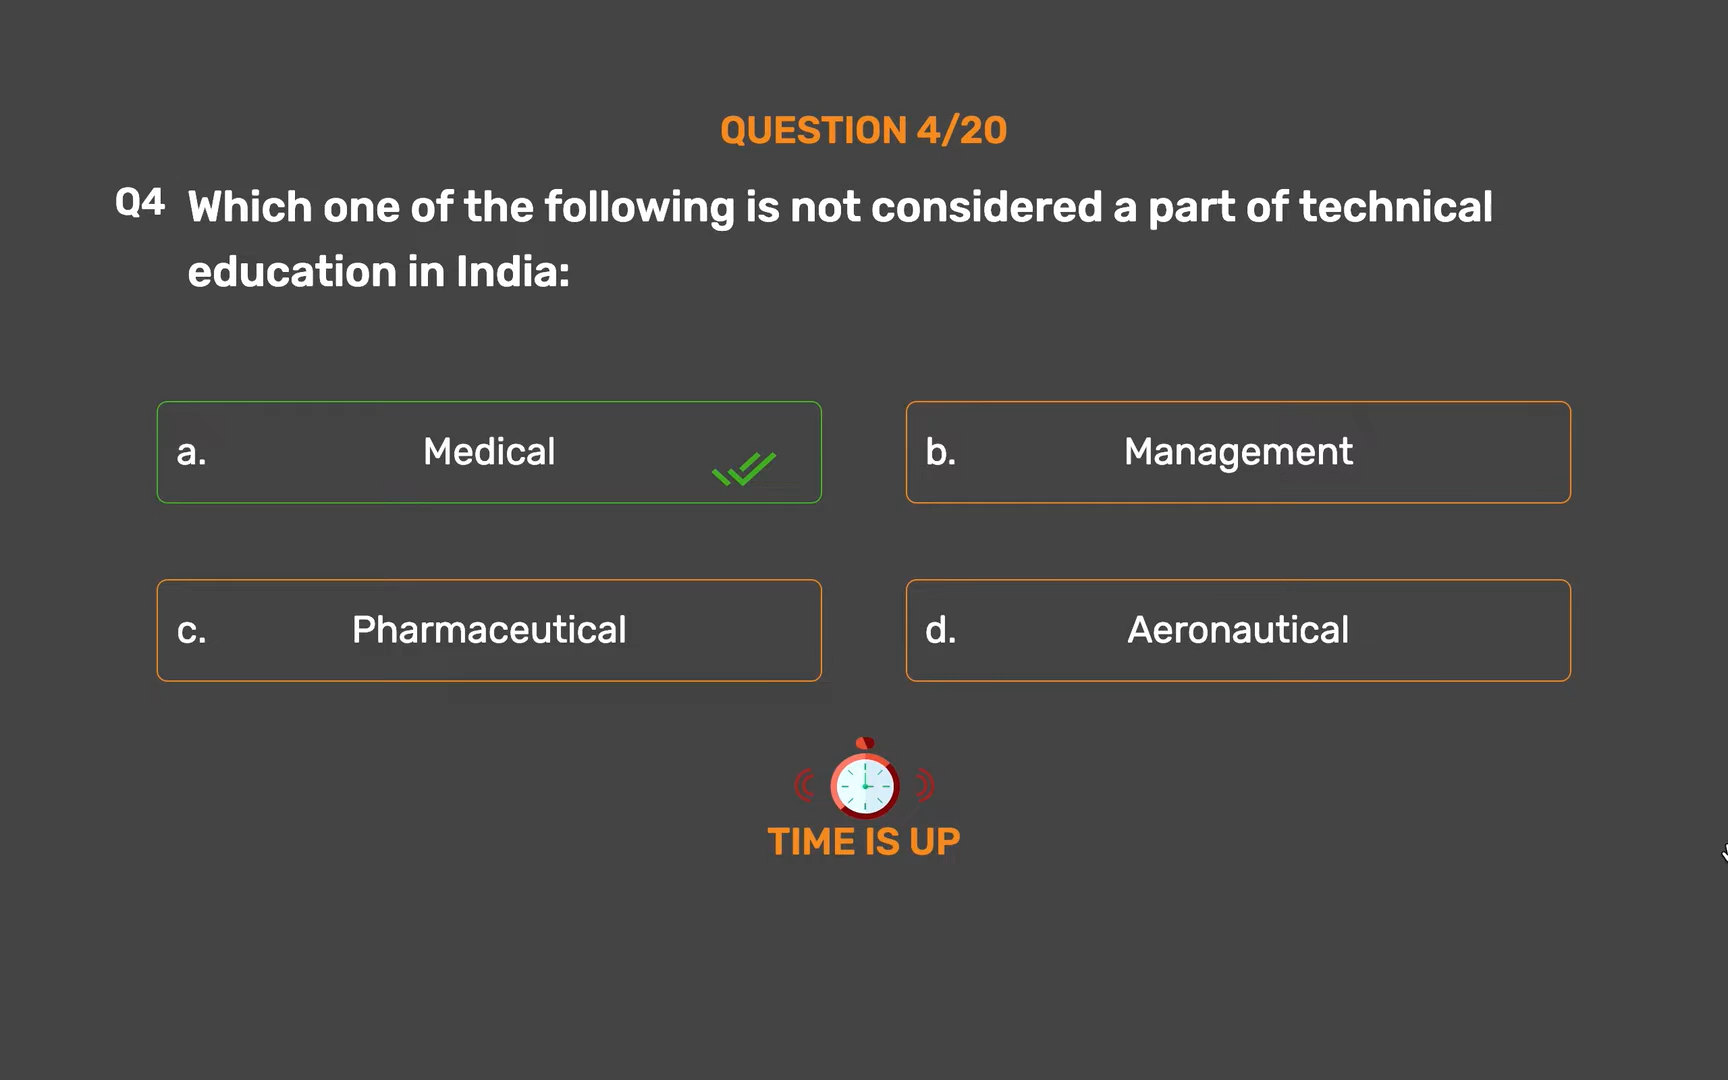 QUESTION 4/20
Q4 Which one of the following is not considered a part of technical
education in India:
a. Medical
b. Management
c. Pharmaceutical
d. Aeronautical
TIME IS UP